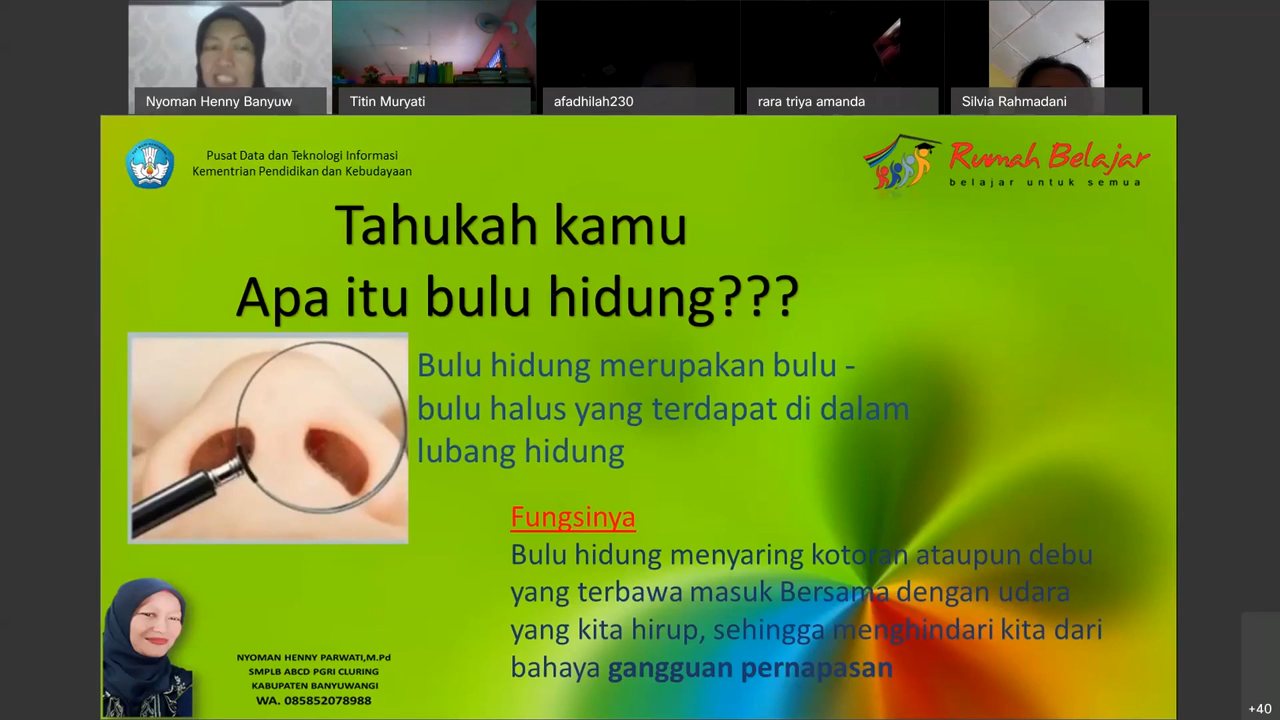 Nyoman Henny Banyuw
Titin Muryati
afadhilah230
rara triya amanda
Silvia Rahmadani
Pusat Data dan Teknologi Informasi
Kementrian Pendidikan dan Kebudayaan
Rumah Belajar
belajar untuk semua
Tahukah kamu
Apa itu bulu hidung???
Bulu hidung merupakan bulu -
bulu halus yang terdapat di dalam
lubang hidung
Fungsinya
Bulu hidung menyaring kotoran ataupun debu
yang terbawa masuk Bersama dengan udara
yang kita hirup, sehingga menghindari kita dari
bahaya gangguan pernapasan
NYOMAN HENNY PARWATI,M.Pd
SMPLB ABCD PGRI CLURING
KABUPATEN BANYUWANGI
WA. 085852078988
+40